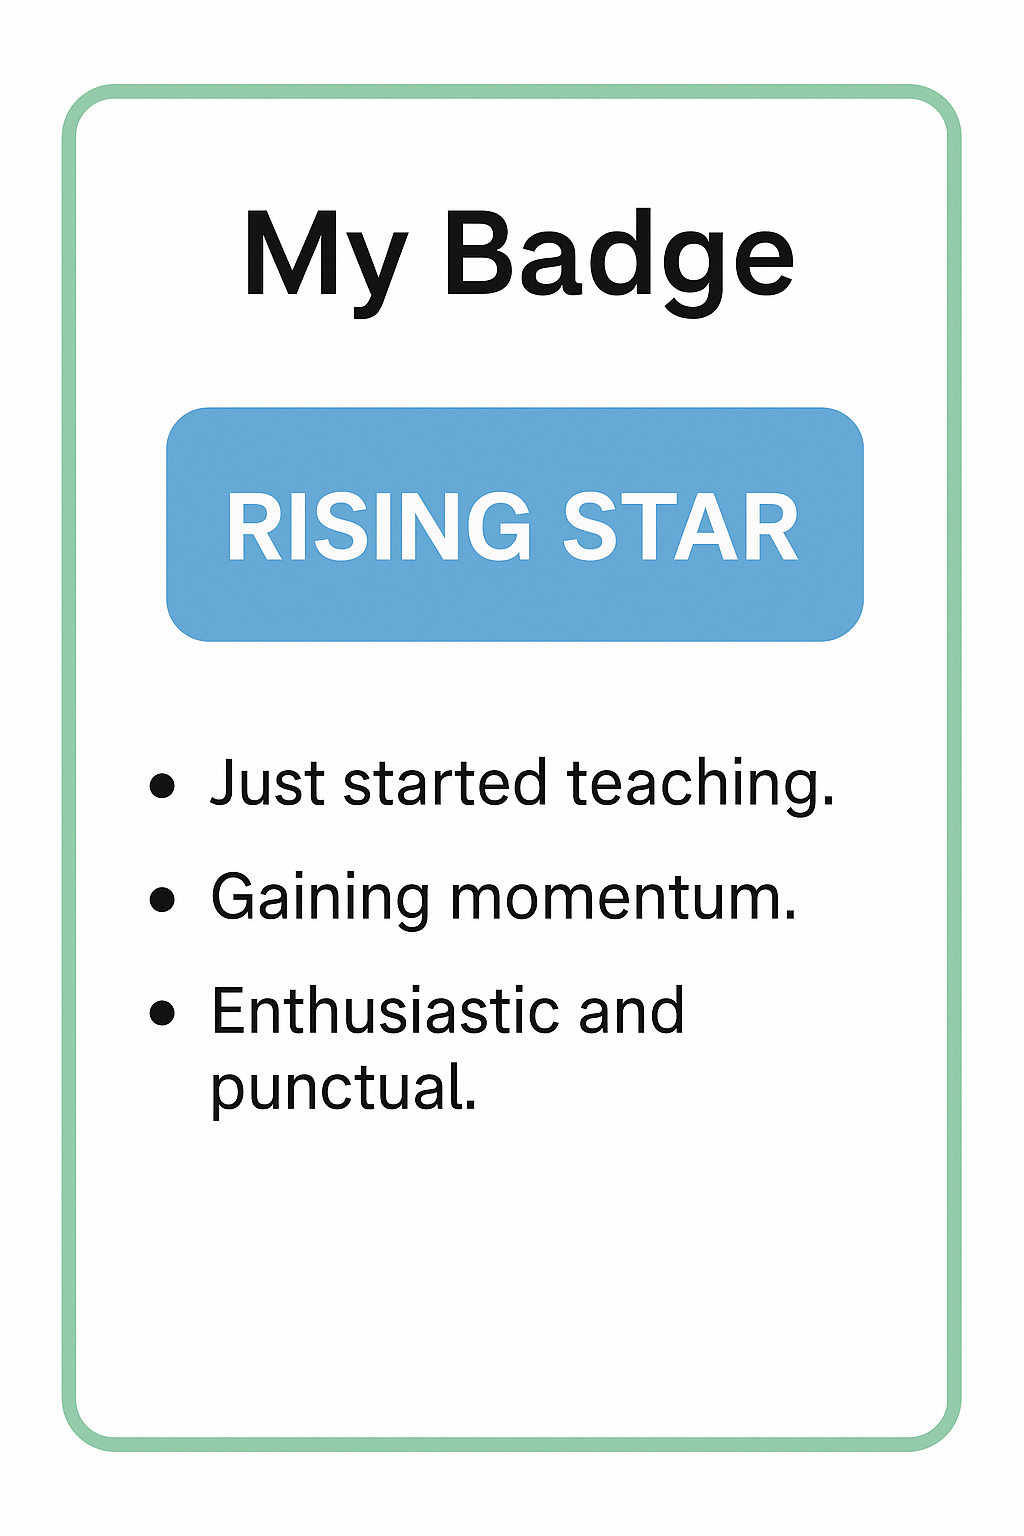 My Badge
RISING STAR
• Just started teaching.
• Gaining momentum.
• Enthusiastic and
punctual.